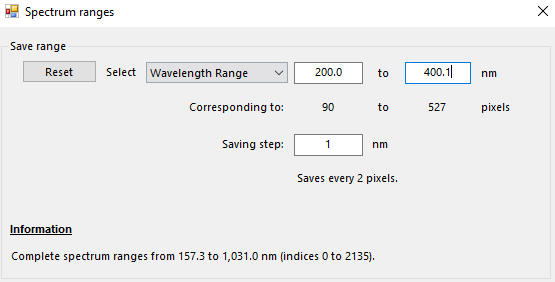 Spectrum ranges
Save range
Reset Select Wavelength Range 200.0 to 400.1 nm
Corresponding to: 90 to 527 pixels
Saving step: 1 nm
Saves every 2 pixels.
Information
Complete spectrum ranges from 157.3 to 1,031.0 nm (indices 0 to 2135).